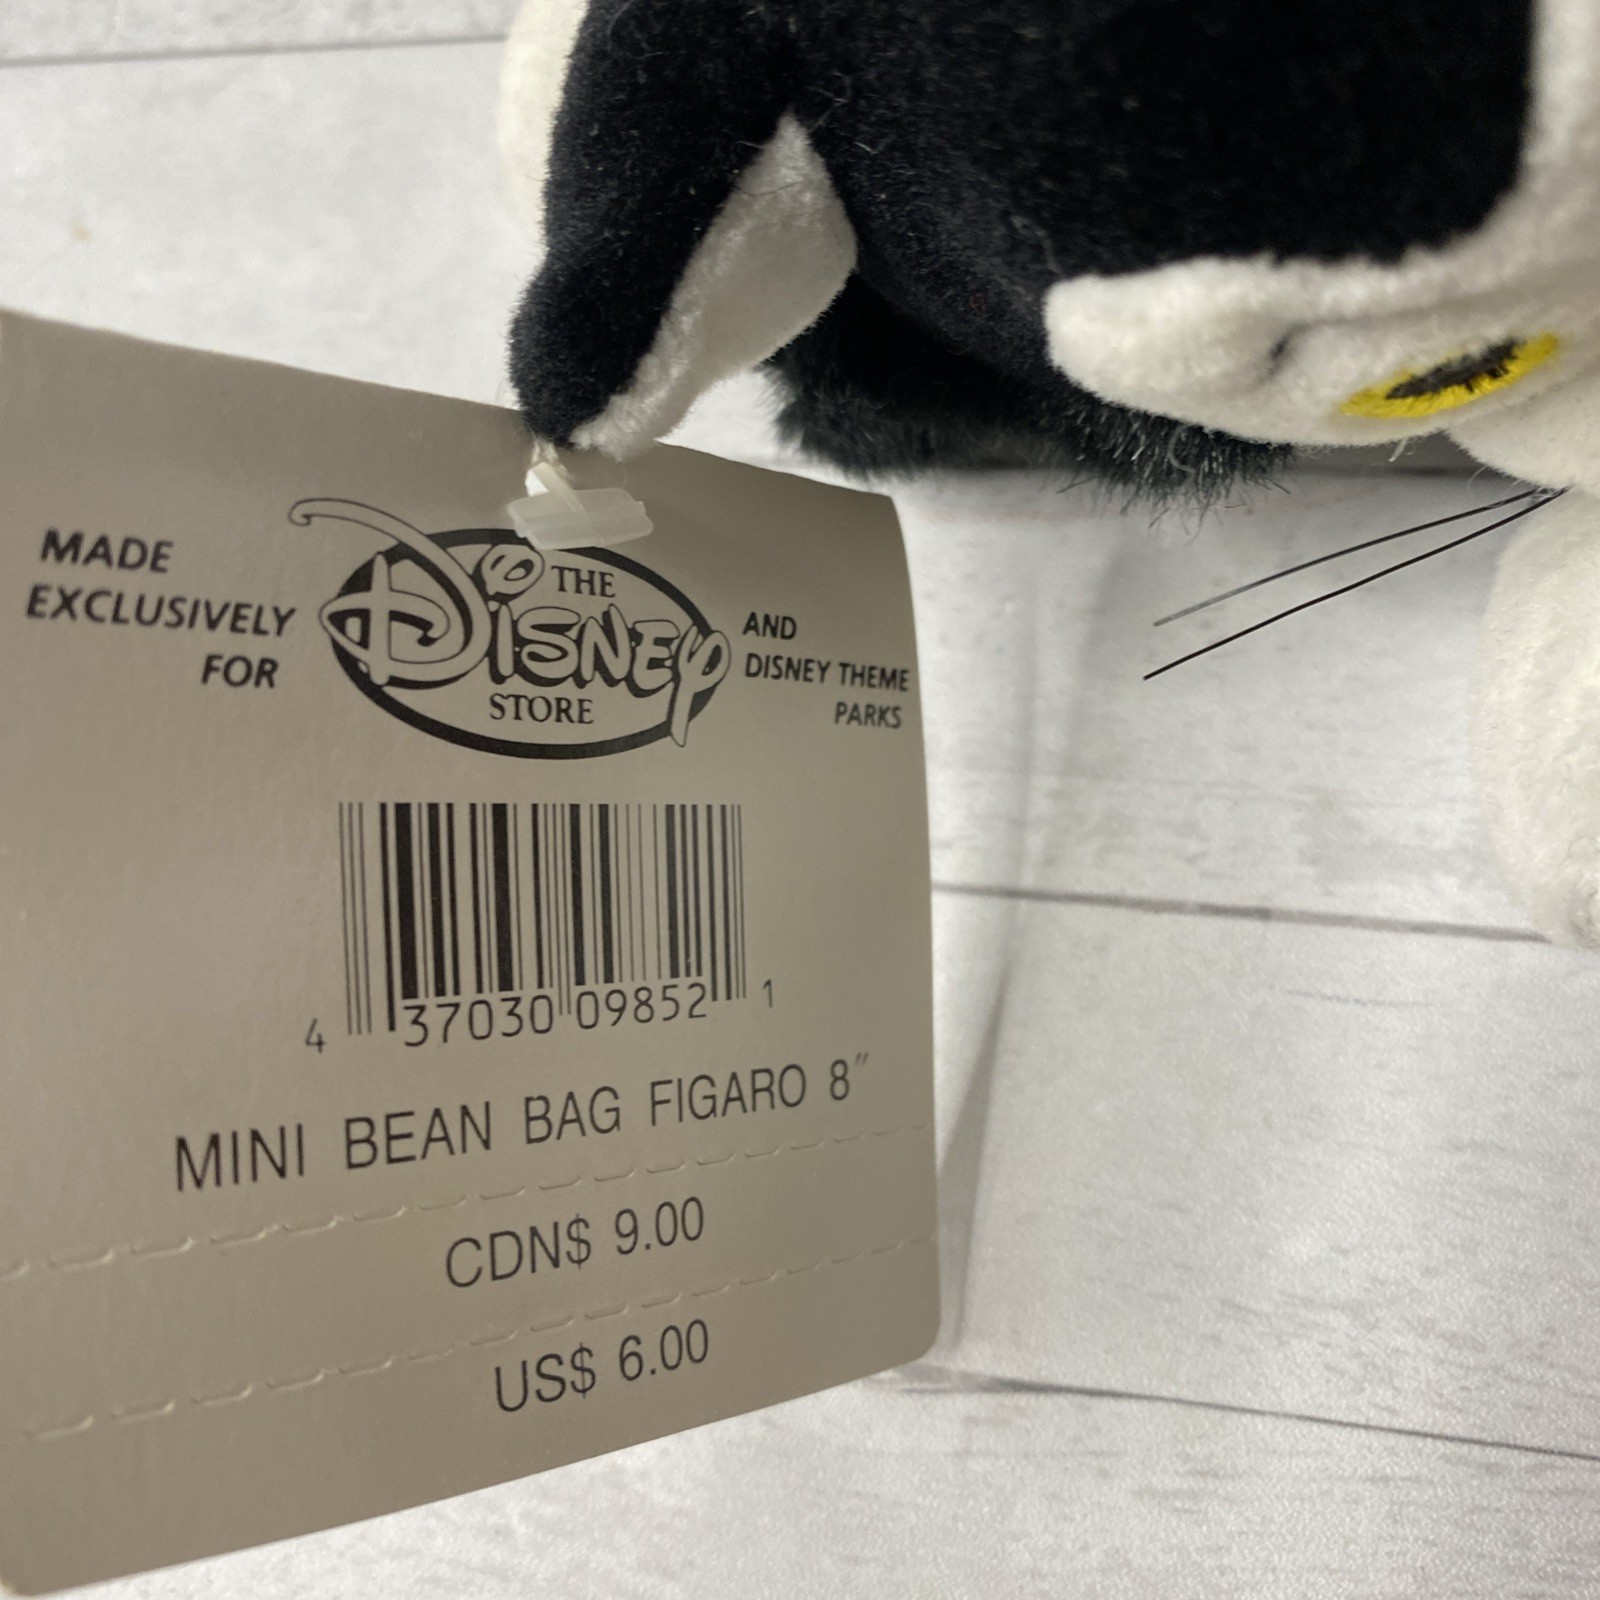 MADE
EXCLUSIVELY
FOR
THE
Disney
STORE
AND
DISNEY THEME
PARKS
4 37030 09852 1
MINI BEAN BAG FIGARO 8"
CDN$ 9.00
US$ 6.00